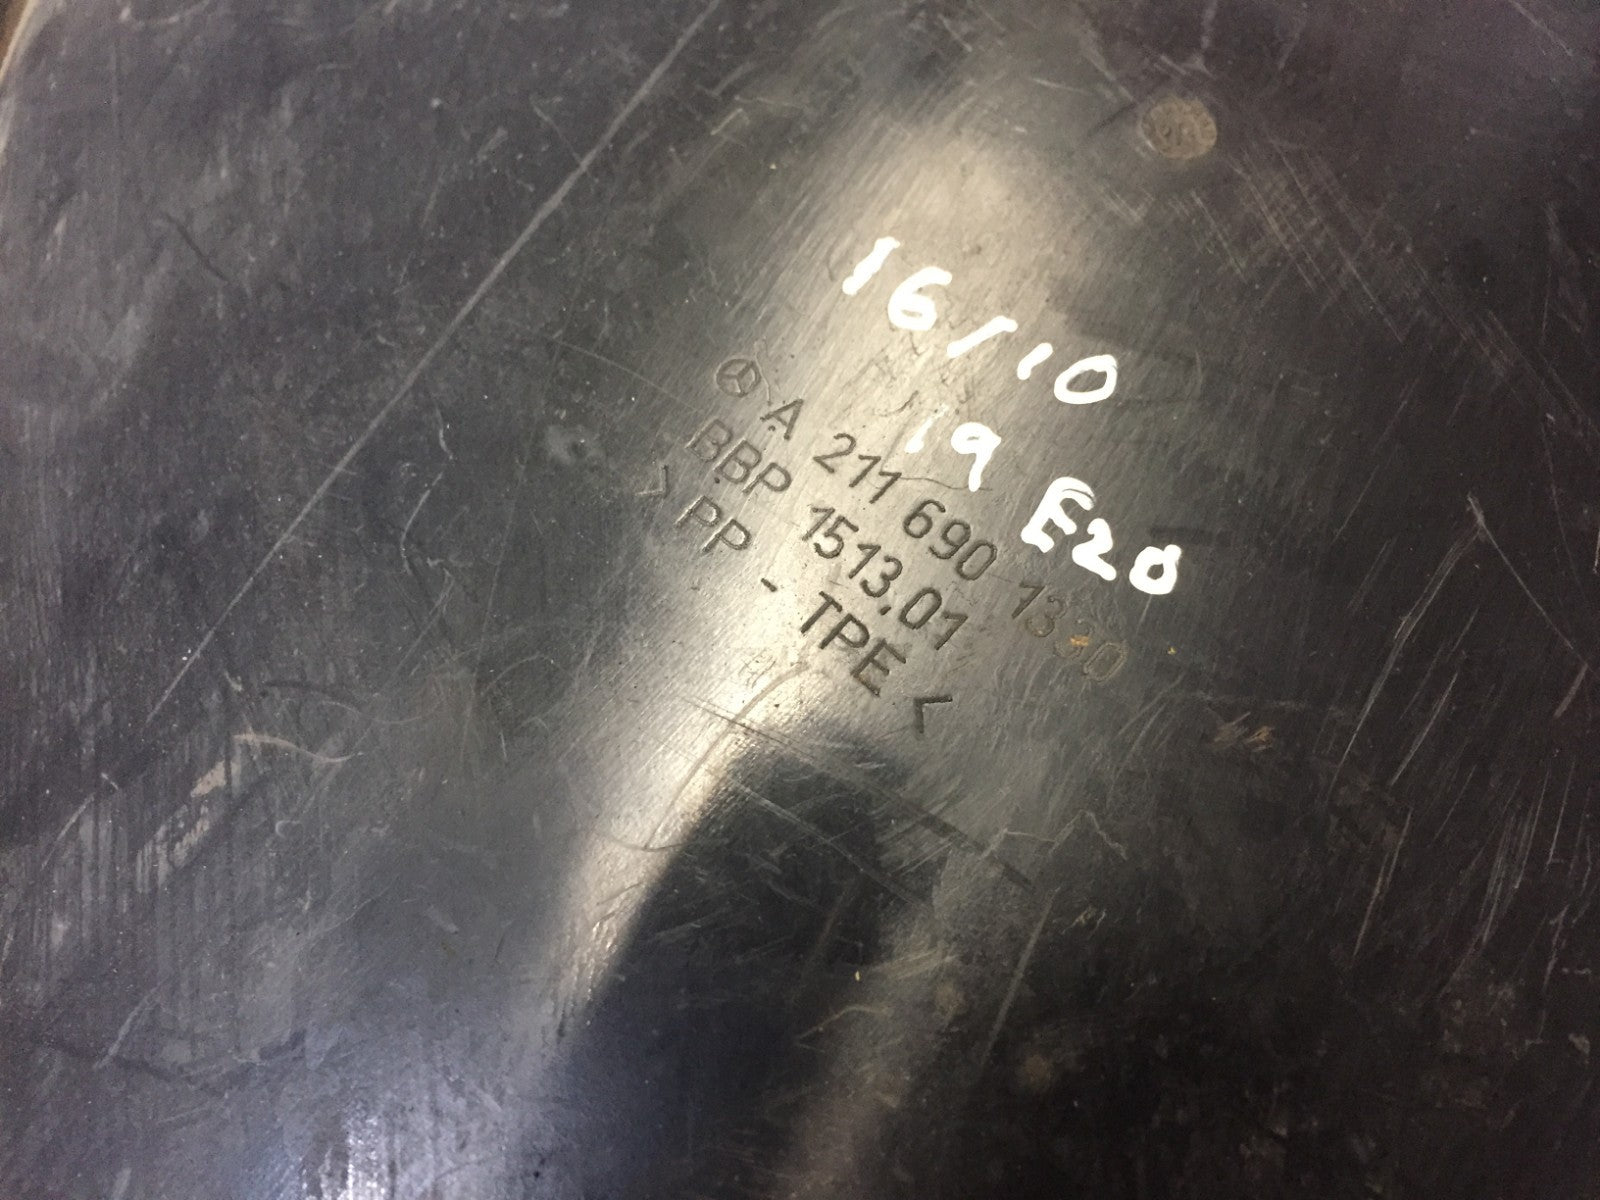 16/10
19 E20
A 211 690 1330
BBP 1513.01
>PP - TPE<